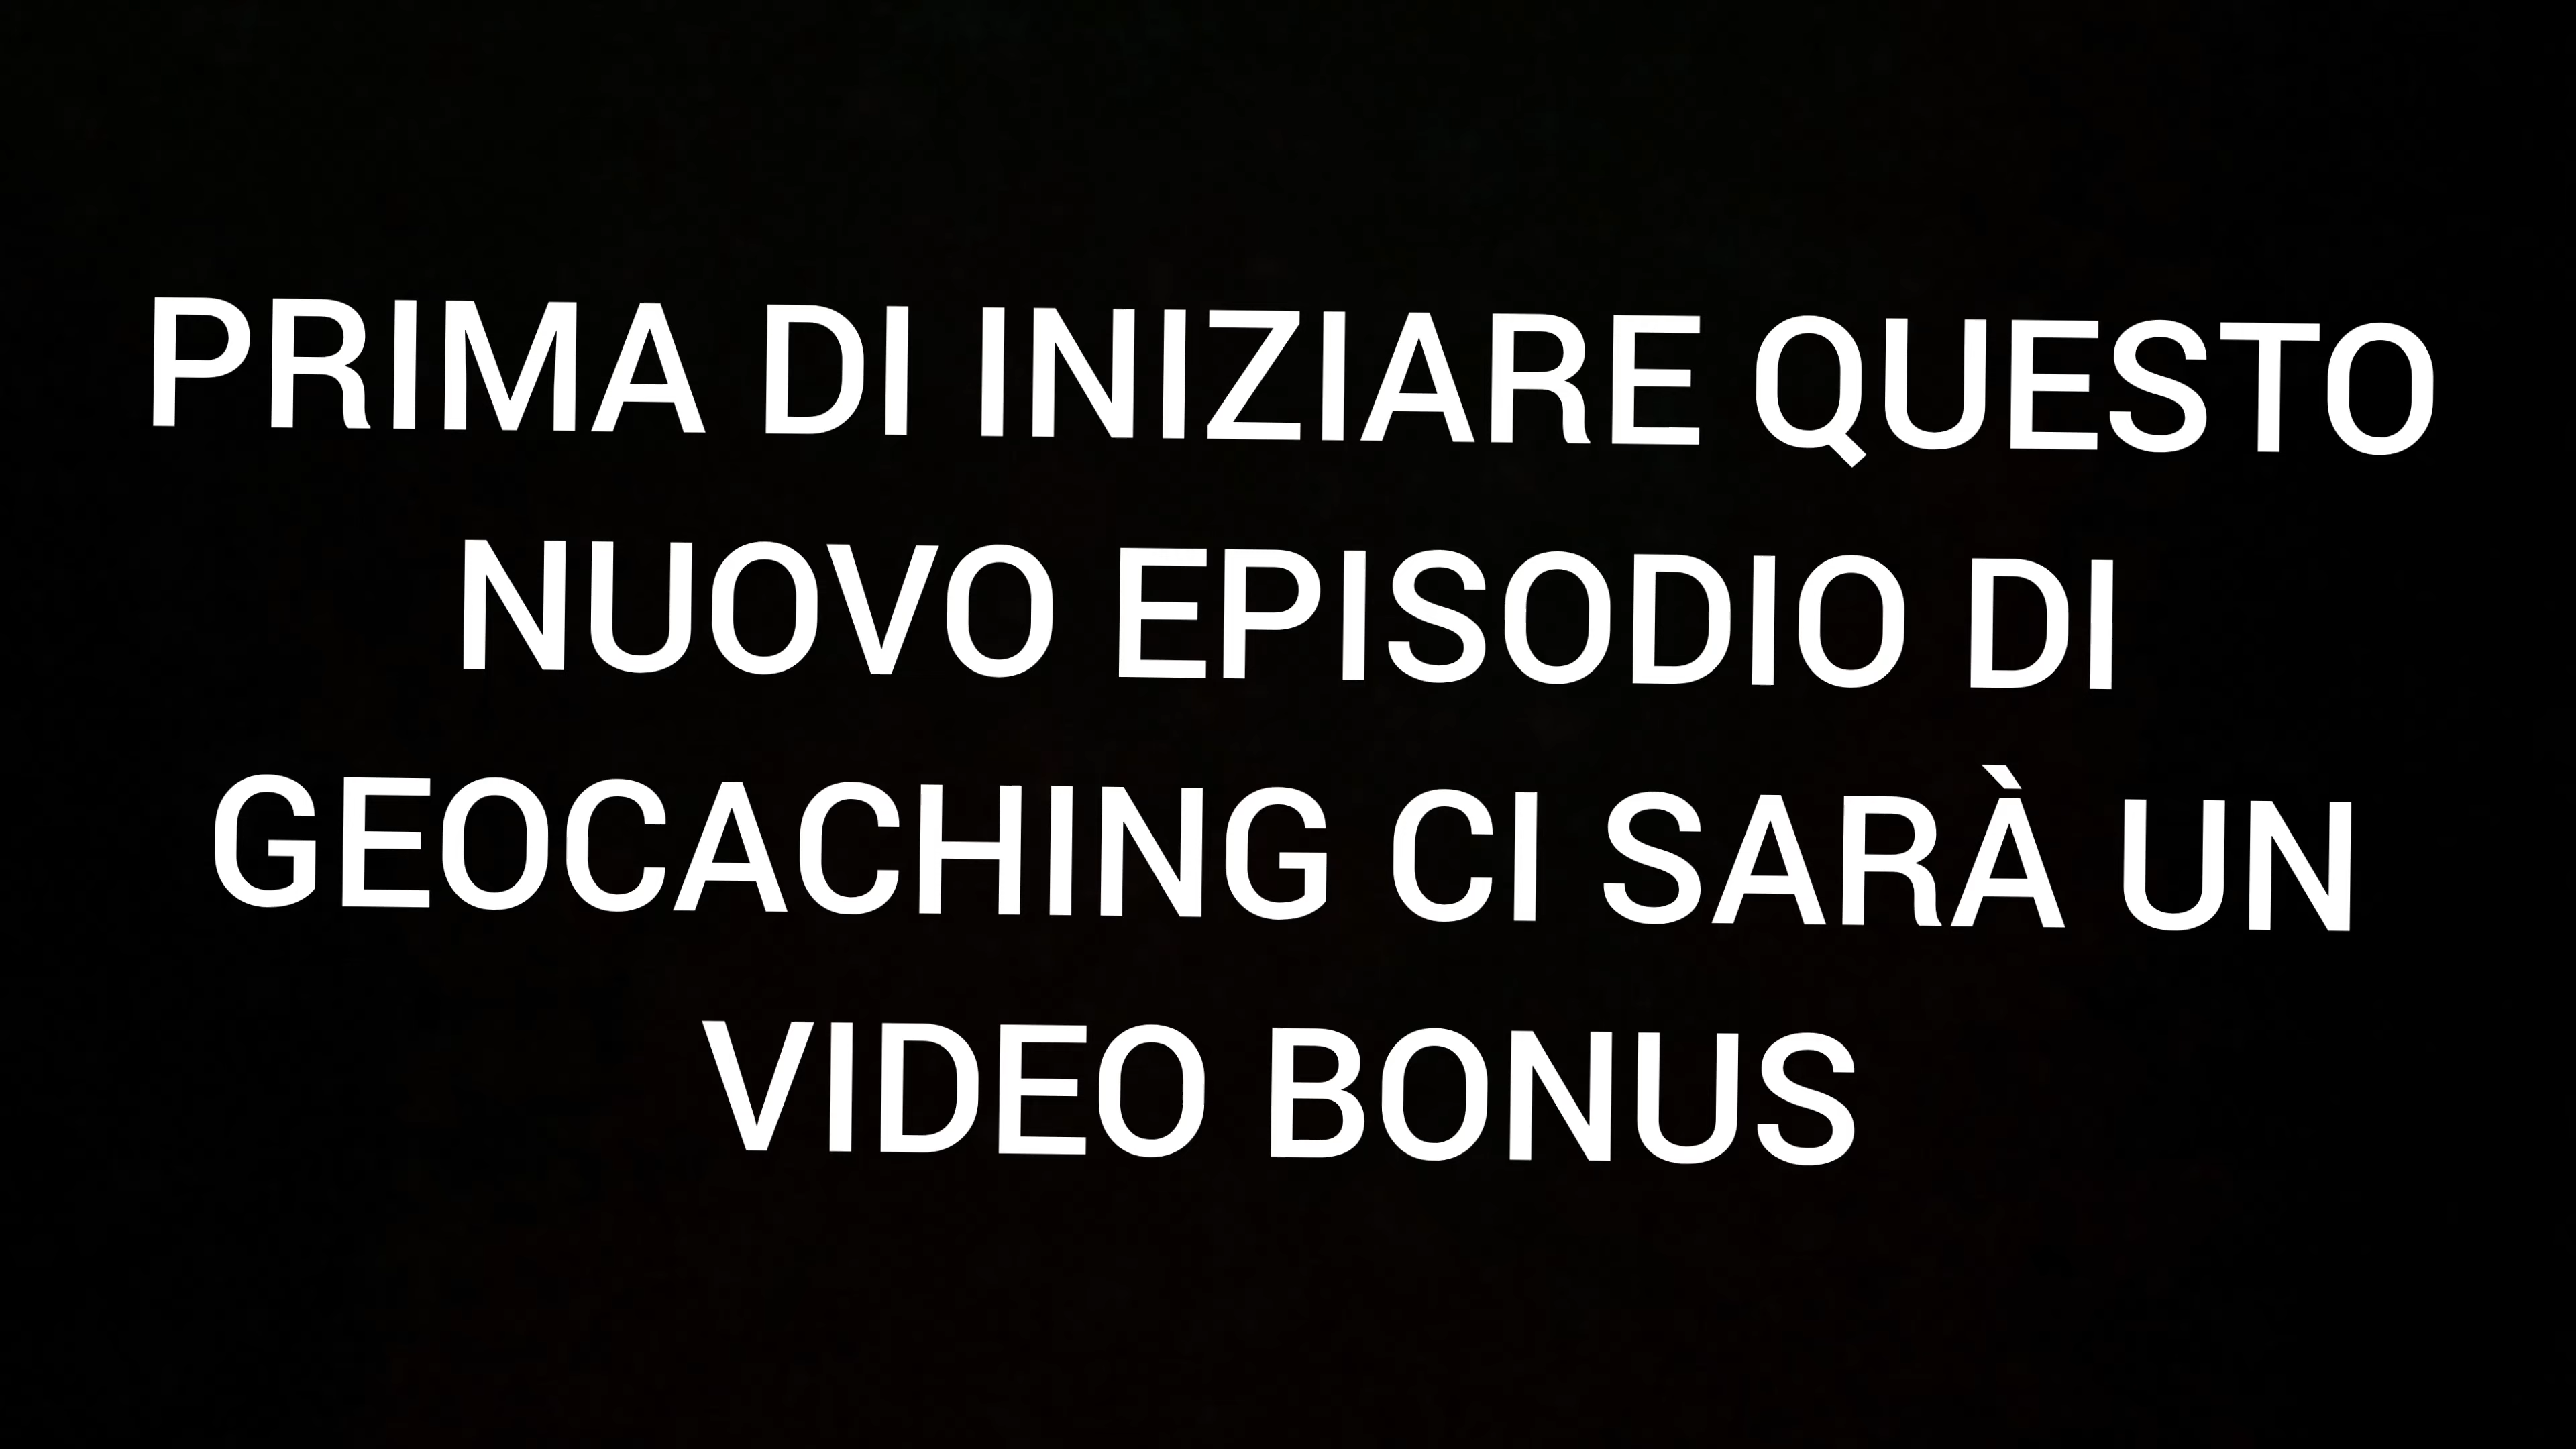 PRIMA DI INIZIARE QUESTO
NUOVO EPISODIO DI
GEOCACHING CI SARÀ UN
VIDEO BONUS